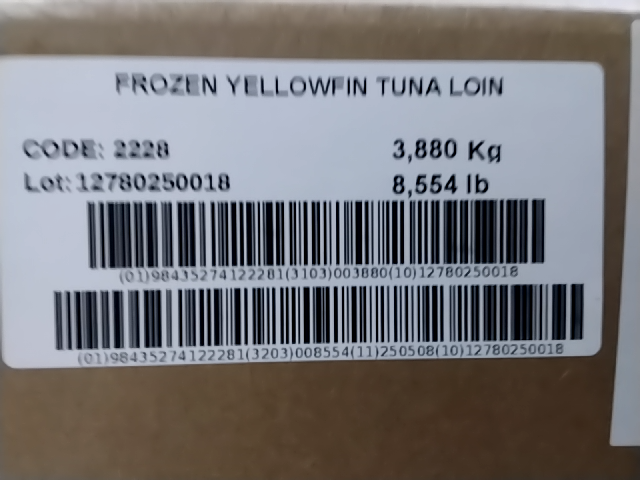 FROZEN YELLOWFIN TUNA LOIN
CODE: 2228
3,880 Kg
Lot: 12780250018
8,554 lb
(01)98435274122281(3103)003880(10)12780250018
(01)98435274122281(3203)008554(11)250508(10)12780250018